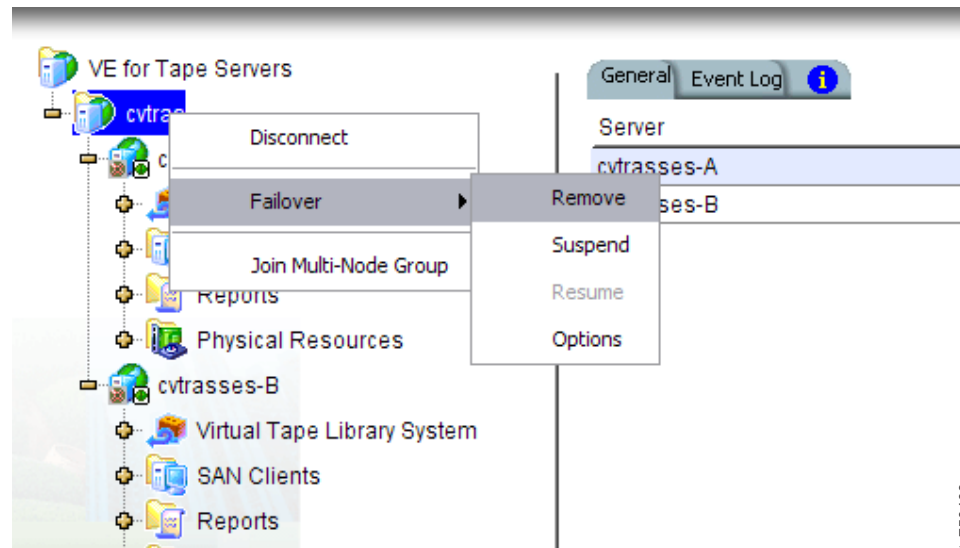 VE for Tape Servers
General Event Log i
cvtras
Disconnect
Server
c
cvtrasses-A
Failover Remove
ses-B
Suspend
Join Multi-Node Group
Reports
Resume
Physical Resources
Options
cvtrasses-B
Virtual Tape Library System
SAN Clients
Reports